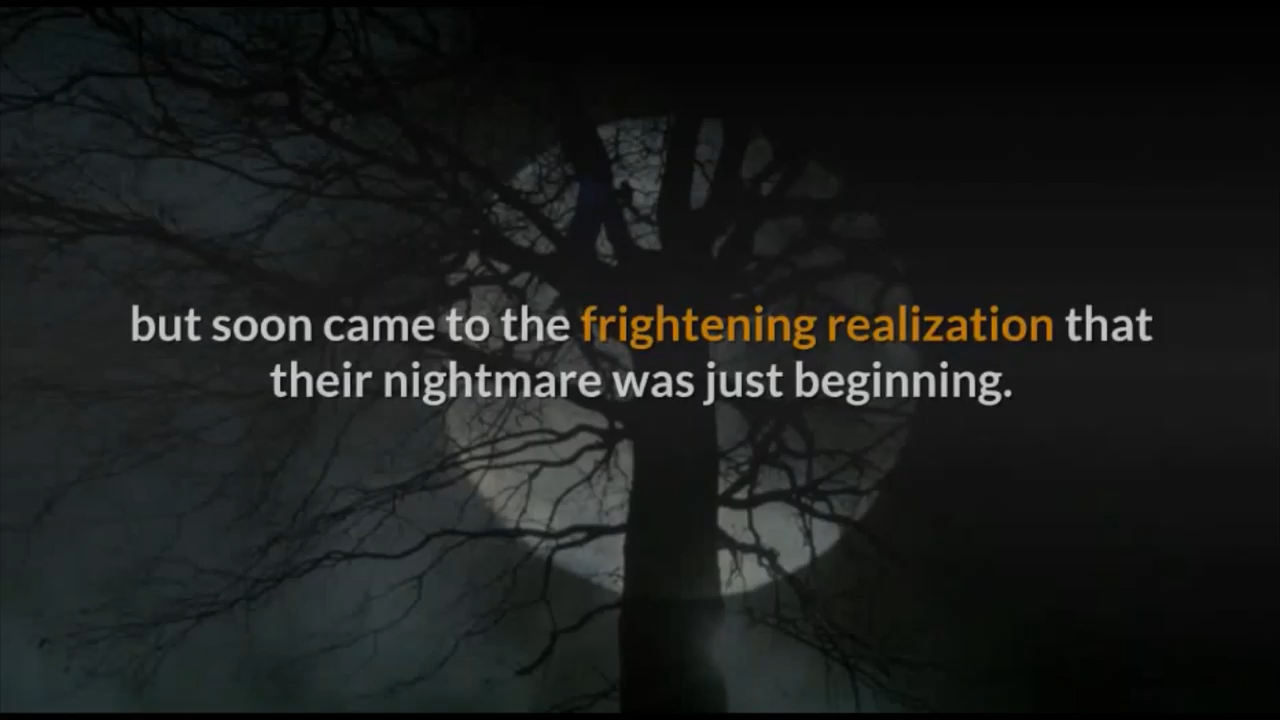 but soon came to the frightening realization that
their nightmare was just beginning.